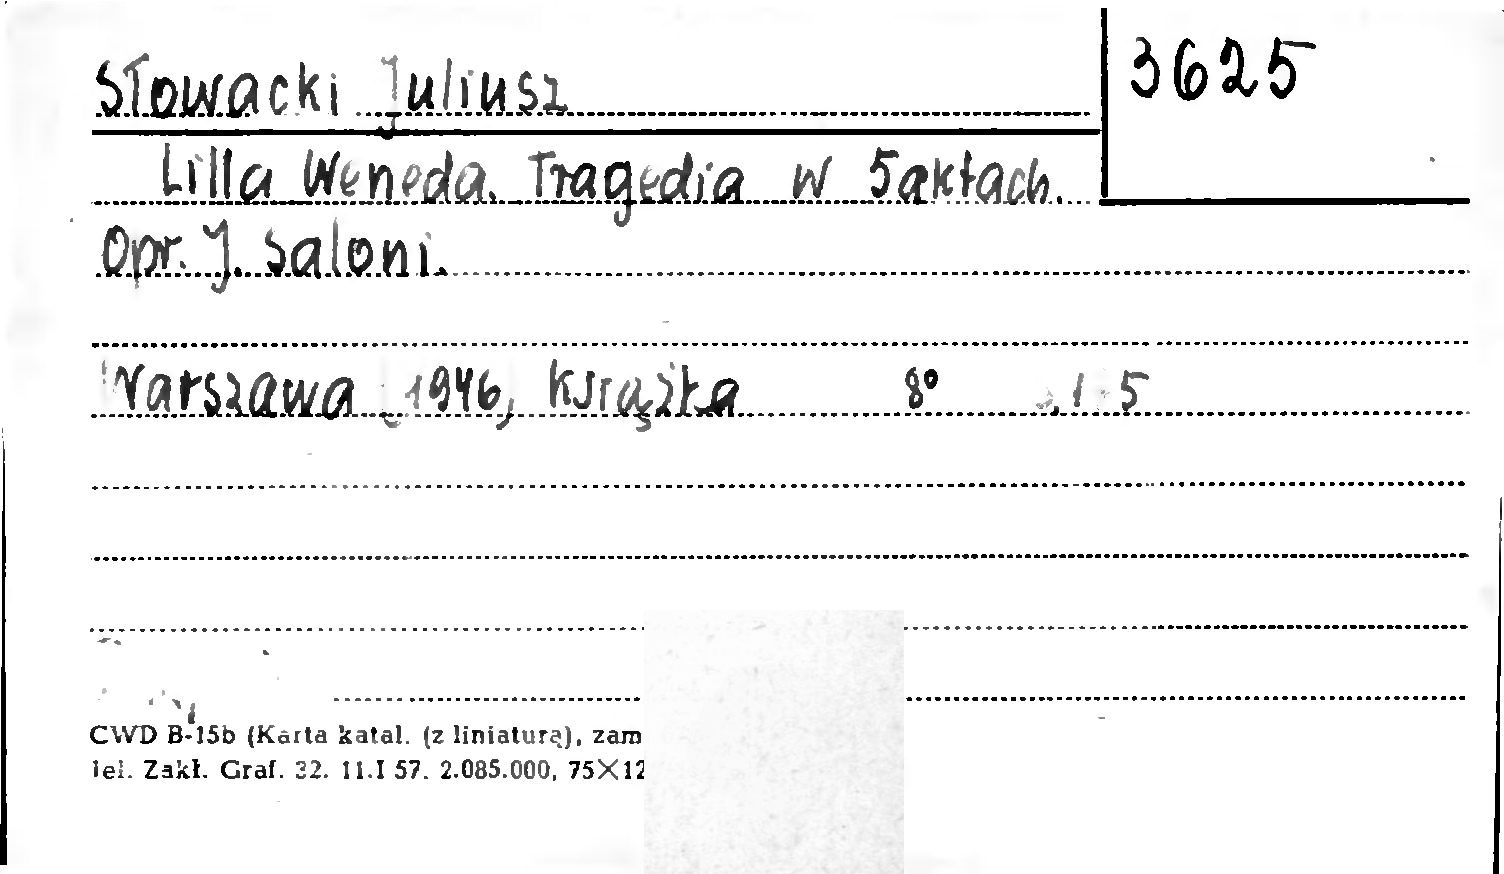 Słowacki Juliusz
3625
Lilla Weneda. Tragedia w 5 aktach.
Opr. J. Saloni.
Warszawa, 1946, Książka 8°
CWD B-15b (Karta katal. (z liniaturą), zam
Zakł. Graf. 32. 11.I 57. 2.085.000, 75×12